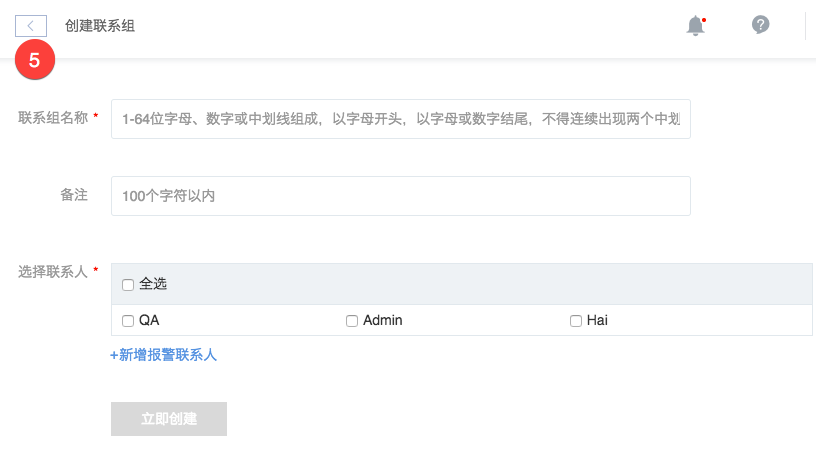 创建联系组
?
5
联系组名称 *
1-64位字母、数字或中划线组成，以字母开头，以字母或数字结尾，不得连续出现两个中划
备注
100个字符以内
选择联系人 *
全选
QA Admin Hai
+新增报警联系人
立即创建